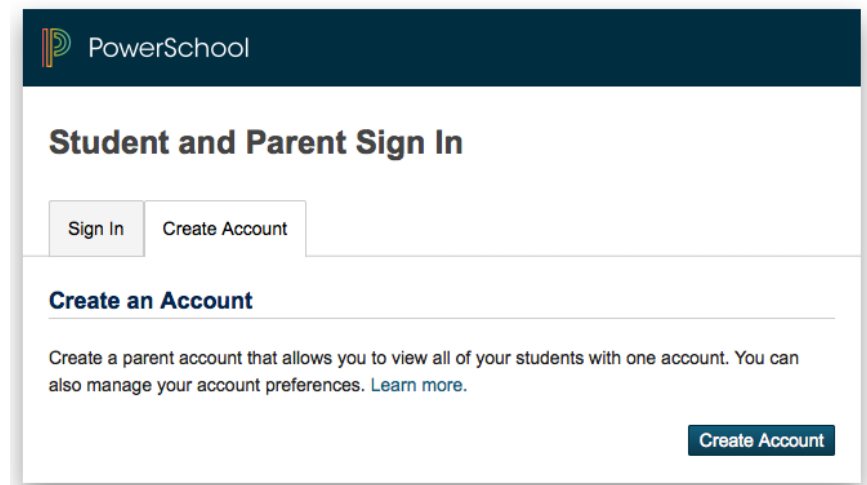 PowerSchool
Student and Parent Sign In
Sign In
Create Account
Create an Account
Create a parent account that allows you to view all of your students with one account. You can
also manage your account preferences. Learn more.
Create Account